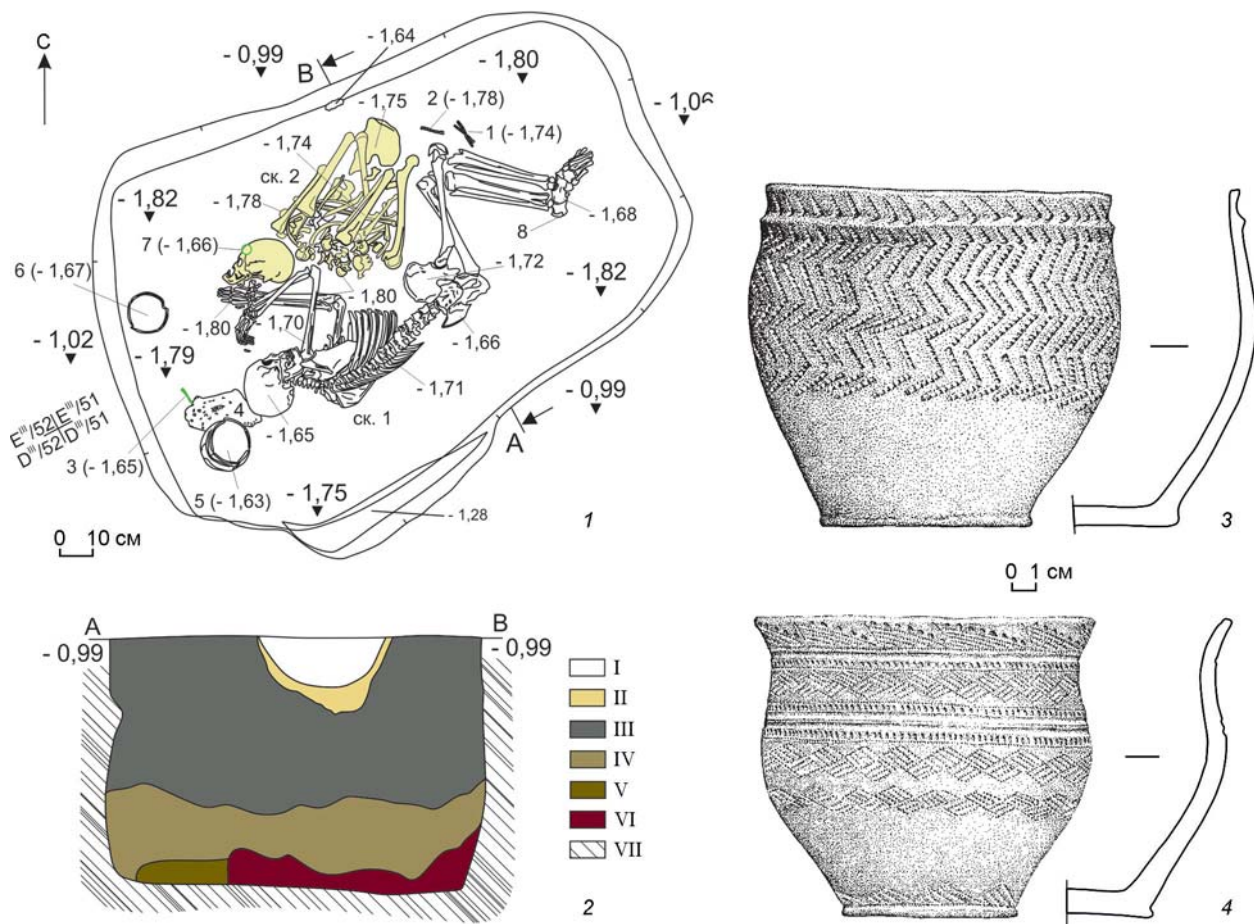 С
- 1,64
- 0,99
В
- 1,80
- 1,75
2 (- 1,78)
1 (- 1,74)
- 1,06
- 1,74
ск. 2
- 1,78
- 1,82
7 (- 1,66)
8
- 1,68
6 (- 1,67)
- 1,72
- 1,82
- 1,80
- 1,80
- 1,70
- 1,66
- 1,02
- 1,79
- 1,71
- 0,99
4
ск. 1
А
E'''/52 E'''/51
D'''/52 D'''/51
- 1,65
3 (- 1,65)
5 (- 1,63)
- 1,75
- 1,28
1
0 10 см
3
0 1 см
А
В
- 0,99
- 0,99
I
II
III
IV
V
VI
VII
2
4